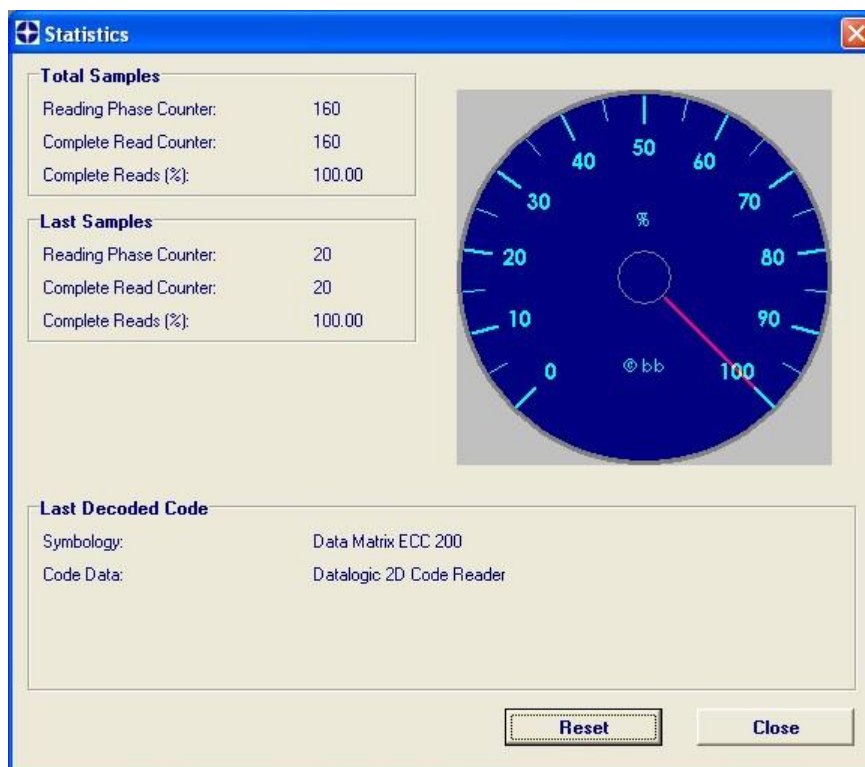 Statistics
Total Samples
Reading Phase Counter: 160
Complete Read Counter: 160
Complete Reads (%): 100.00
Last Samples
Reading Phase Counter: 20
Complete Read Counter: 20
Complete Reads (%): 100.00
0
10
20
30
40
50
60
70
80
90
100
%
© bb
Last Decoded Code
Symbology: Data Matrix ECC 200
Code Data: Datalogic 2D Code Reader
Reset Close